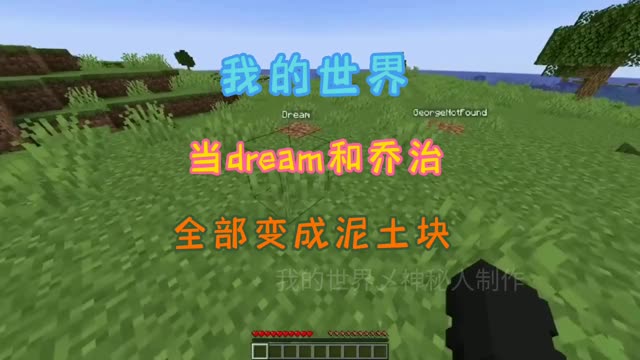 我的世界
Dream
GeorgeNotFound
当dream和乔治
全部变成泥土块
我的世界メ神秘人制作